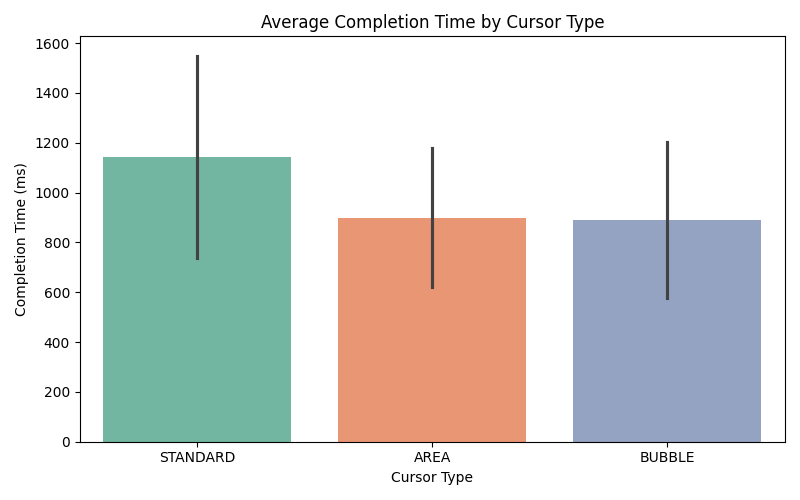 Average Completion Time by Cursor Type
1600
1400
1200
1000
800
600
400
200
0
Completion Time (ms)
STANDARD AREA BUBBLE
Cursor Type